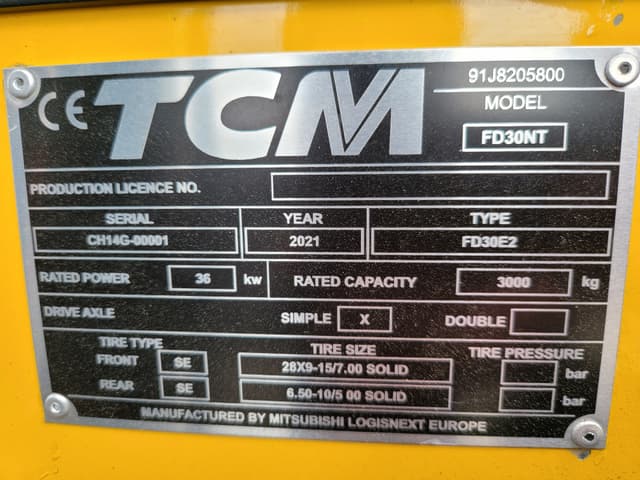 CE TCM 91J8205800
MODEL
FD30NT
PRODUCTION LICENCE NO.
SERIAL YEAR TYPE
CH14G-00001 2021 FD30E2
RATED POWER 36 kw RATED CAPACITY 3000 kg
DRIVE AXLE SIMPLE X DOUBLE
TIRE TYPE TIRE SIZE TIRE PRESSURE
FRONT SE 28X9-15/7.00 SOLID bar
REAR SE 6.50-10/5 00 SOLID bar
MANUFACTURED BY MITSUBISHI LOGISNEXT EUROPE